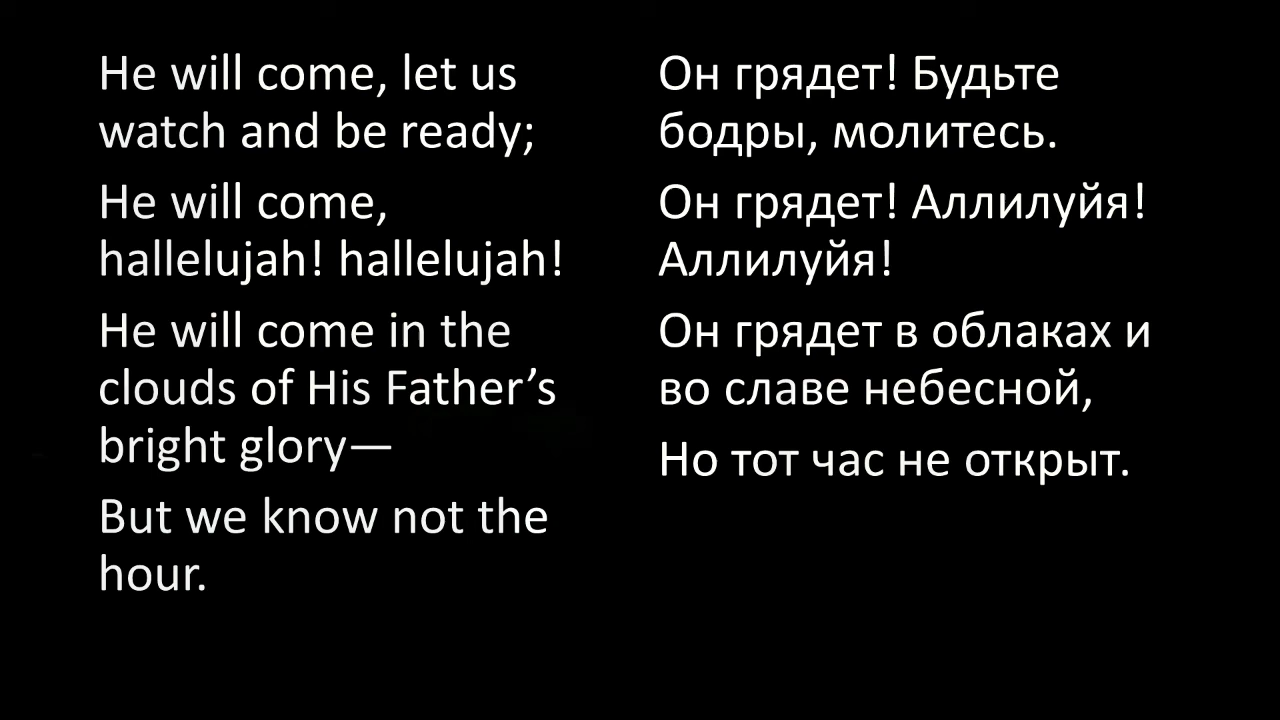 He will come, let us
watch and be ready;
He will come,
hallelujah! hallelujah!
He will come in the
clouds of His Father’s
bright glory—
But we know not the
hour.
Он грядет! Будьте
бодры, молитесь.
Он грядет! Аллилуйя!
Аллилуйя!
Он грядет в облаках и
во славе небесной,
Но тот час не открыт.